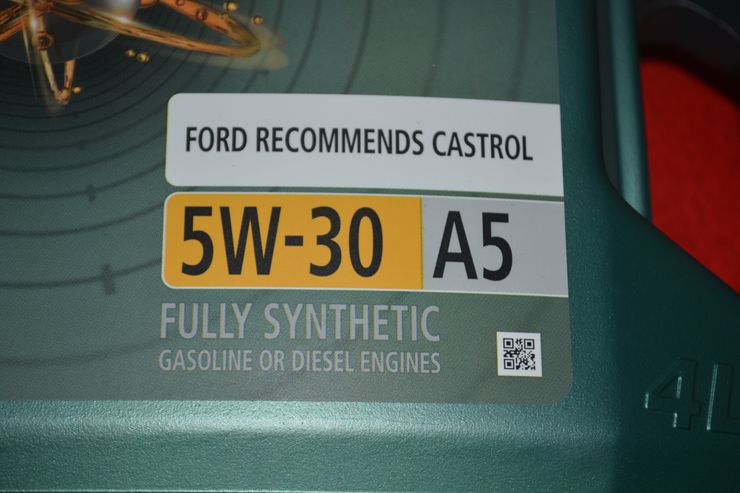 FORD RECOMMENDS CASTROL
5W-30 A5
FULLY SYNTHETIC
GASOLINE OR DIESEL ENGINES
4L